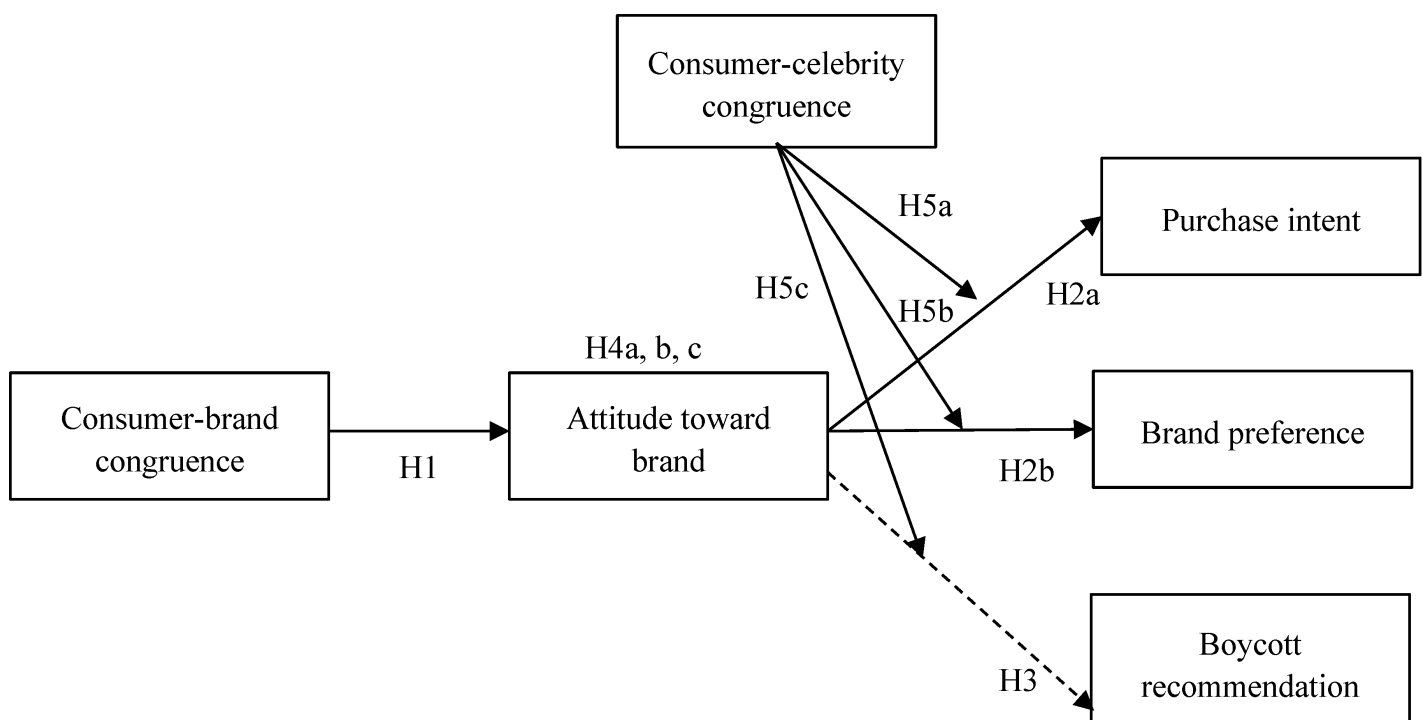 Consumer-celebrity
congruence
H5a
Purchase intent
H5c
H5b
H2a
H4a, b, c
Consumer-brand
congruence
H1
Attitude toward
brand
H2b
Brand preference
H3
Boycott
recommendation